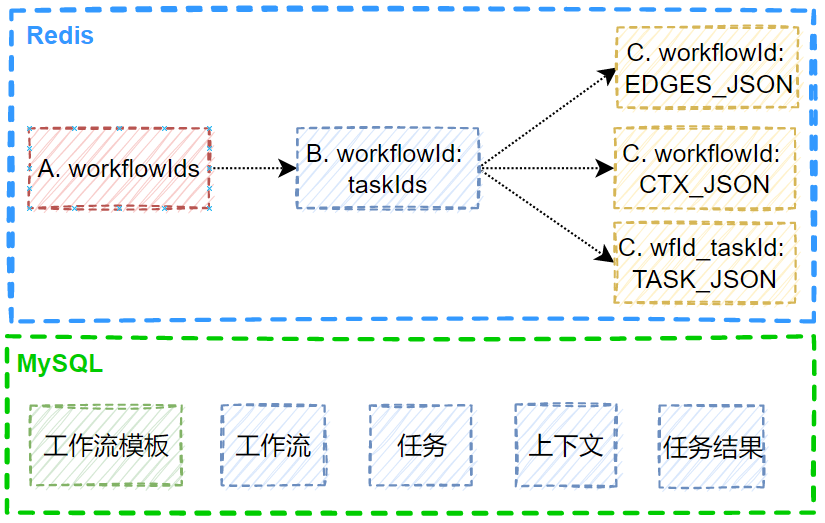 Redis
A. workflowIds
B. workflowId:
taskIds
C. workflowId:
EDGES_JSON
C. workflowId:
CTX_JSON
C. wfId_taskId:
TASK_JSON
MySQL
工作流模板
工作流
任务
上下文
任务结果